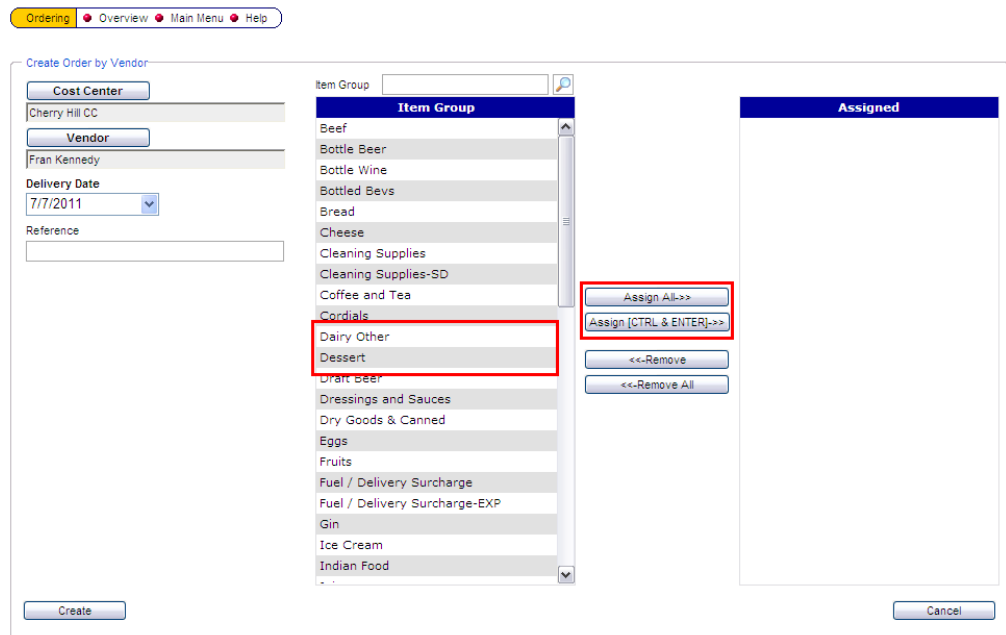 Ordering Overview Main Menu Help
Create Order by Vendor
Cost Center
Cherry Hill CC
Vendor
Fran Kennedy
Delivery Date
7/7/2011
Reference
Item Group
Item Group
Beef
Bottle Beer
Bottle Wine
Bottled Bevs
Bread
Cheese
Cleaning Supplies
Cleaning Supplies-SD
Coffee and Tea
Cordials
Dairy Other
Dessert
Draft Beer
Dressings and Sauces
Dry Goods & Canned
Eggs
Fruits
Fuel / Delivery Surcharge
Fuel / Delivery Surcharge-EXP
Gin
Ice Cream
Indian Food
Assign All->>
Assign [CTRL & ENTER]->>
<<-Remove
<<-Remove All
Assigned
Create
Cancel